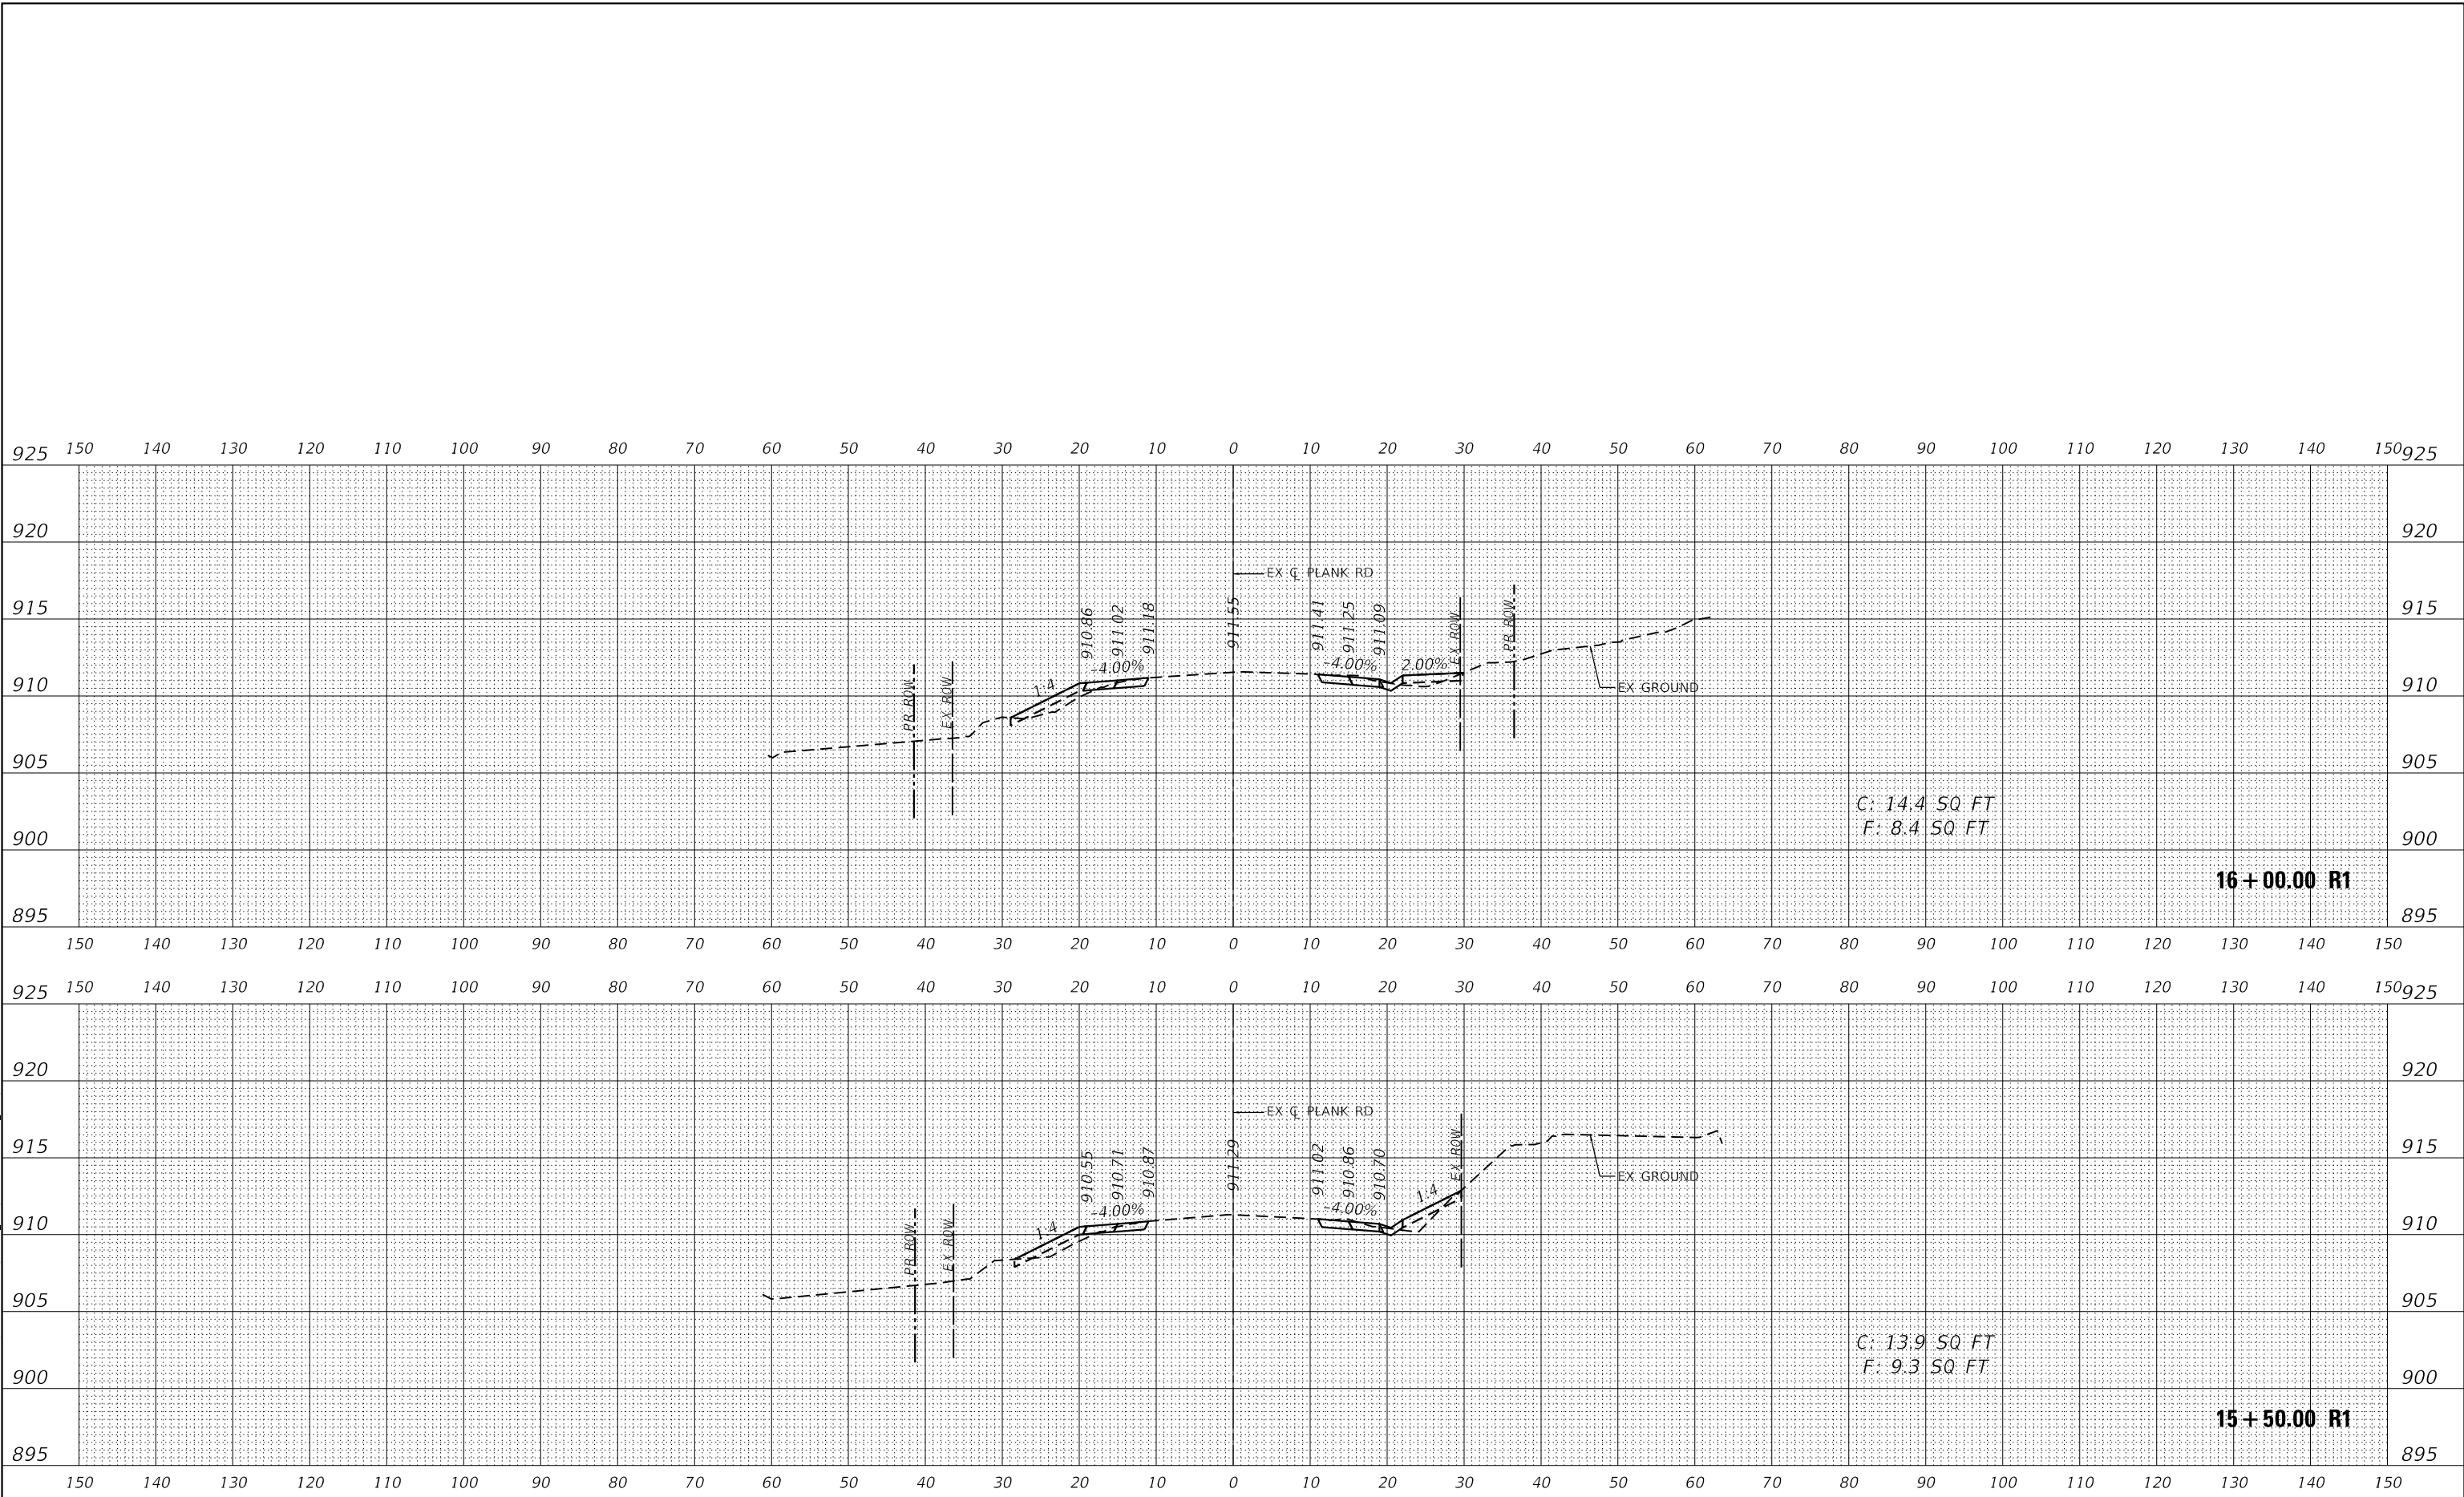 150 140 130 120 110 100 90 80 70 60 50 40 30 20 10 0 10 20 30 40 50 60 70 80 90 100 110 120 130 140 150
925 925
920 920
EX ℄ PLANK RD
915 915
910.86 911.02 911.18 911.55 911.41 911.25 911.09
EX ROW PR ROW
1:4 -4.00% -4.00% 2.00%
PR ROW EX ROW
910 910
EX GROUND
905 905
C: 14.4 SQ FT
F: 8.4 SQ FT
900 900
16+00.00 R1
895 895
150 140 130 120 110 100 90 80 70 60 50 40 30 20 10 0 10 20 30 40 50 60 70 80 90 100 110 120 130 140 150
150 140 130 120 110 100 90 80 70 60 50 40 30 20 10 0 10 20 30 40 50 60 70 80 90 100 110 120 130 140 150
925 925
920 920
EX ℄ PLANK RD
915 915
910.55 910.71 910.87 911.29 911.02 910.86 910.70
EX ROW
EX GROUND
1:4 -4.00% -4.00% 1:4
PR ROW EX ROW
910 910
905 905
C: 13.9 SQ FT
F: 9.3 SQ FT
900 900
15+50.00 R1
895 895
150 140 130 120 110 100 90 80 70 60 50 40 30 20 10 0 10 20 30 40 50 60 70 80 90 100 110 120 130 140 150